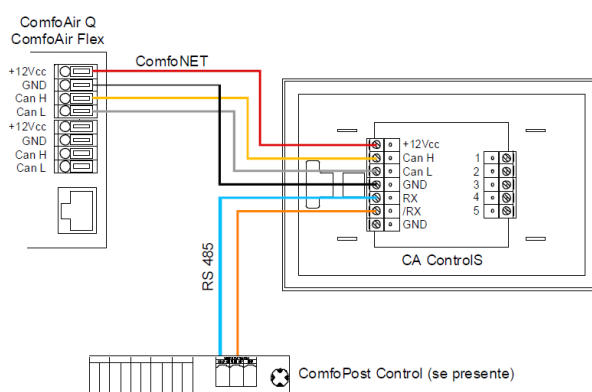 ComfoAir Q
ComfoAir Flex
ComfoNET
+12Vcc
GND
Can H
Can L
+12Vcc
GND
Can H
Can L
+12Vcc
Can H
Can L
GND
RX
/RX
GND
1
2
3
4
5
CA ControlS
RS 485
ComfoPost Control (se presente)